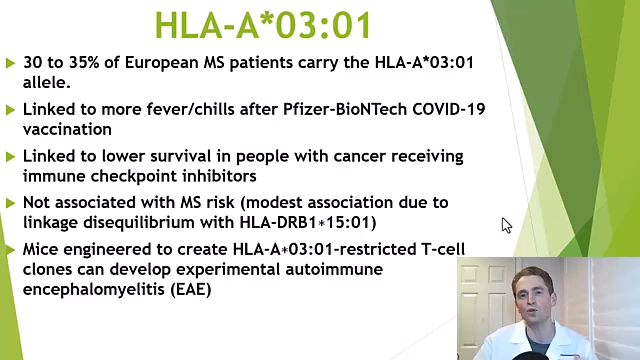 HLA-A*03:01
30 to 35% of European MS patients carry the HLA-A*03:01
allele.
Linked to more fever/chills after Pfizer-BioNTech COVID-19
vaccination
Linked to lower survival in people with cancer receiving
immune checkpoint inhibitors
Not associated with MS risk (modest association due to
linkage disequilibrium with HLA-DRB1∗15:01)
Mice engineered to create HLA-A∗03:01-restricted T-cell
clones can develop experimental autoimmune
encephalomyelitis (EAE)